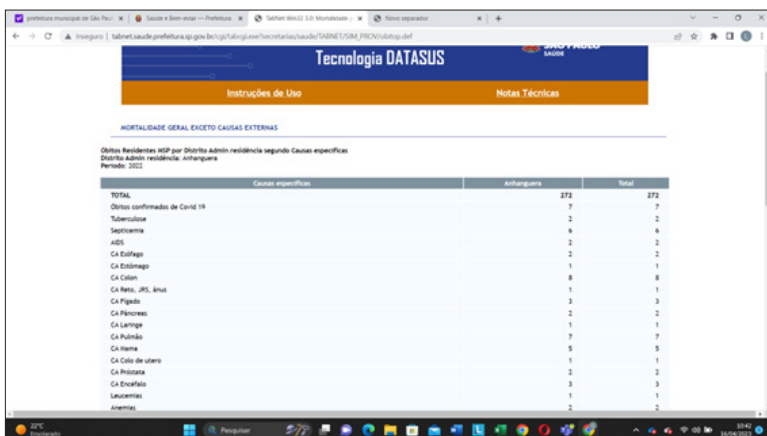 prefeitura municipal de São Paul
Saúde e Bem-estar — Prefeitura
TabNet Win32 3.0: Mortalidade g
Novo separador
Inseguro | tabnet.saude.prefeitura.sp.gov.br/cgi/tabcgi.exe?secretarias/saude/TABNET/SIM_PROV/obitop.def
Tecnologia DATASUS
SÃO PAULO
SAÚDE
Instruções de Uso
Notas Técnicas
MORTALIDADE GERAL EXCETO CAUSAS EXTERNAS
Óbitos Residentes MSP por Distrito Admin residência segundo Causas específicas
Distrito Admin residência: Anhanguera
Período: 2022
Causas específicas Anhanguera Total
TOTAL 272 272
Óbitos confirmados de Covid 19 7 7
Tuberculose 2 2
Septicemia 6 6
AIDS 2 2
CA Esôfago 2 2
CA Estômago 1 1
CA Colon 8 8
CA Reto, JRS, ânus 1 1
CA Fígado 3 3
CA Pâncreas 2 2
CA Laringe 1 1
CA Pulmão 7 7
CA Mama 5 5
CA Colo de utero 1 1
CA Próstata 2 2
CA Encéfalo 3 3
Leucemias 1 1
Anemias 2 2
22°C
Ensolarado
Pesquisar
10:42
16/04/2023